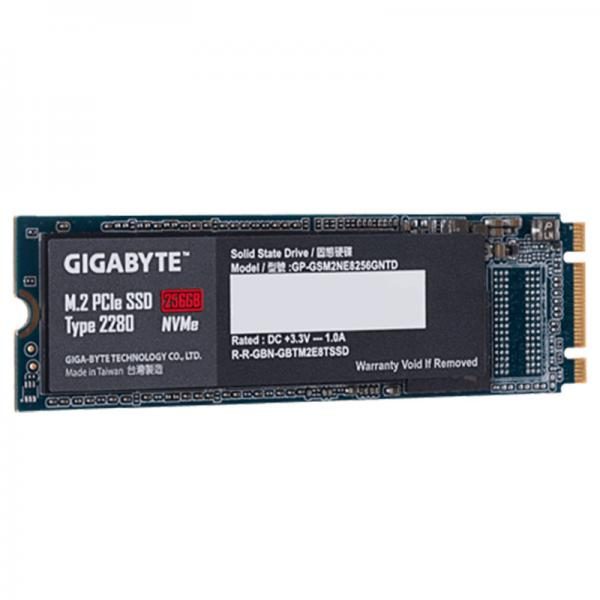 GIGABYTE™
M.2 PCIe SSD 256GB
Type 2280 NVMe
GIGA-BYTE TECHNOLOGY CO., LTD.
Made in Taiwan 台灣製造
Solid State Drive / 固態硬碟
Model / 型號 :GP-GSM2NE8256GNTD
Rated : DC +3.3V --- 1.0A
R-R-GBN-GBTM2E8TSSD
Warranty Void If Removed